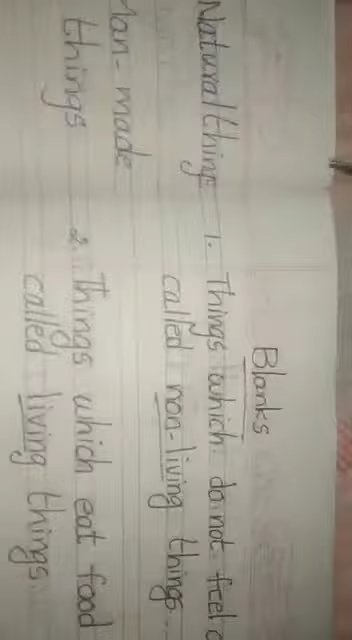 Blanks
Natural things 1. Things which do not feel
called non-living things.
Man-made
things 2. Things which eat food
called living things.